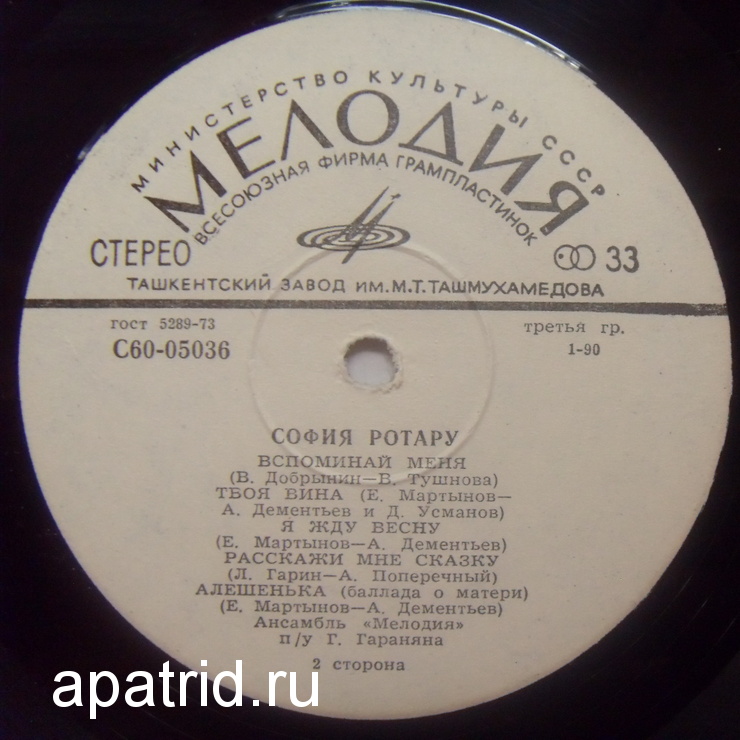 МИНИСТЕРСТВО КУЛЬТУРЫ СССР
МЕЛОДИЯ
ВСЕСОЮЗНАЯ ФИРМА ГРАМПЛАСТИНОК
СТЕРЕО
33
ТАШКЕНТСКИЙ ЗАВОД ИМ. М.Т. ТАШМУХАМЕДОВА
гост 5289-73
третья гр.
С60-05036
1-90
СОФИЯ РОТАРУ
ВСПОМИНАЙ МЕНЯ
(В. Добрынин—В. Тушнова)
ТВОЯ ВИНА (Е. Мартынов—
А. Дементьев и Д. Усманов)
Я ЖДУ ВЕСНУ
(Е. Мартынов—А. Дементьев)
РАССКАЖИ МНЕ СКАЗКУ
(Л. Гарин—А. Поперечный)
АЛЕШЕНЬКА (баллада о матери)
(Е. Мартынов—А. Дементьев)
Ансамбль «Мелодия»
п/у Г. Гараняна
2 сторона
apatrid.ru